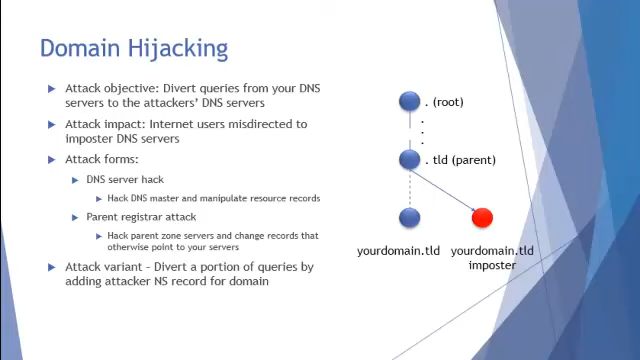 Domain Hijacking
Attack objective: Divert queries from your DNS
servers to the attackers' DNS servers
Attack impact: Internet users misdirected to
imposter DNS servers
Attack forms:
DNS server hack
Hack DNS master and manipulate resource records
Parent registrar attack
Hack parent zone servers and change records that
otherwise point to your servers
Attack variant – Divert a portion of queries by
adding attacker NS record for domain
. (root)
.
.
.
. tld (parent)
yourdomain.tld
yourdomain.tld
imposter